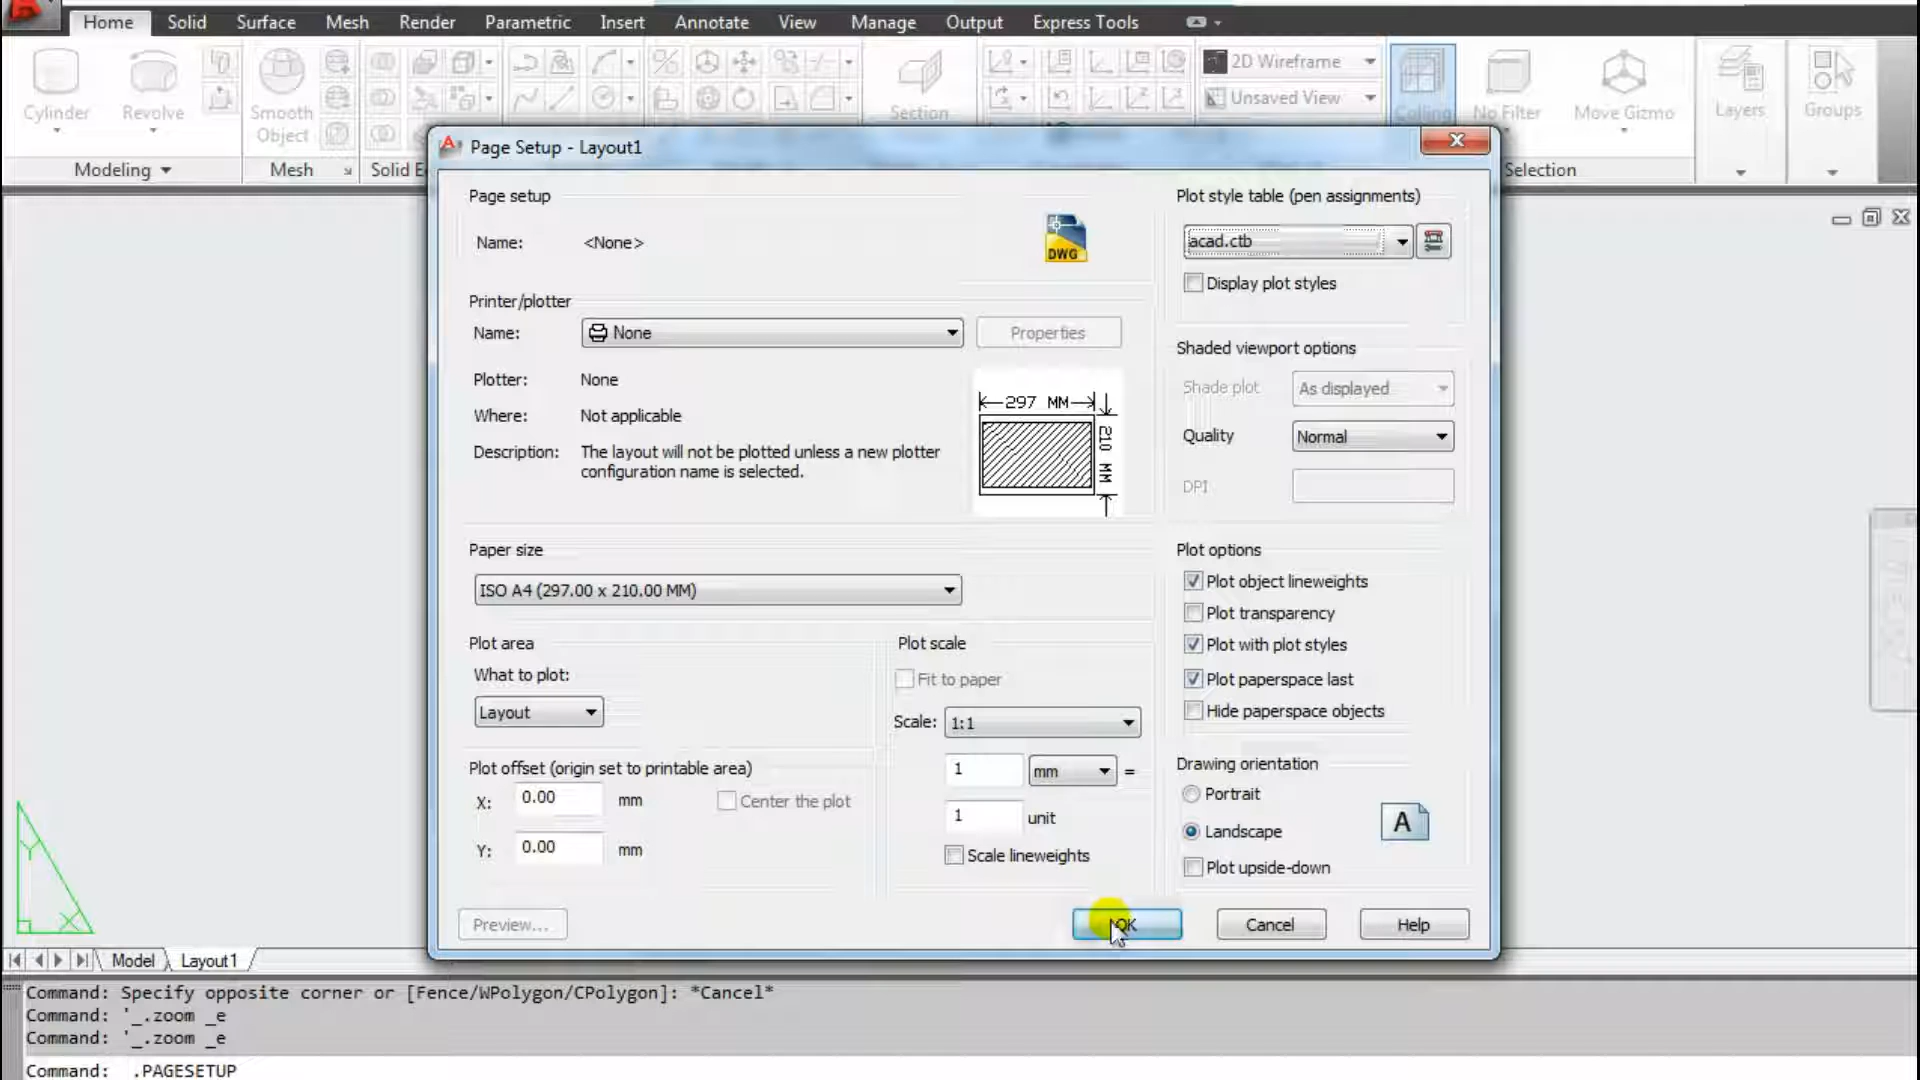 Home Solid Surface Mesh Render Parametric Insert Annotate View Manage Output Express Tools
2D Wireframe
Unsaved View
Cylinder Revolve Smooth Object Section Culling No Filter Move Gizmo Layers Groups
Modeling Mesh Solid E Selection
Page Setup - Layout1
Page setup
Name: <None>
DWG
Printer/plotter
Name: None Properties
Plotter: None
Where: Not applicable
Description: The layout will not be plotted unless a new plotter
configuration name is selected.
297 MM
210 MM
Paper size
ISO A4 (297.00 x 210.00 MM)
Plot area
What to plot:
Layout
Plot offset (origin set to printable area)
X: 0.00 mm Center the plot
Y: 0.00 mm
Plot scale
Fit to paper
Scale: 1:1
1 mm =
1 unit
Scale lineweights
Plot style table (pen assignments)
acad.ctb
Display plot styles
Shaded viewport options
Shade plot As displayed
Quality Normal
DPI
Plot options
Plot object lineweights
Plot transparency
Plot with plot styles
Plot paperspace last
Hide paperspace objects
Drawing orientation
Portrait
Landscape
A
Plot upside-down
Preview... OK Cancel Help
Y
X
Model Layout1
Command: Specify opposite corner or [Fence/WPolygon/CPolygon]: *Cancel*
Command: '_.zoom _e
Command: '_.zoom _e
Command: .PAGESETUP